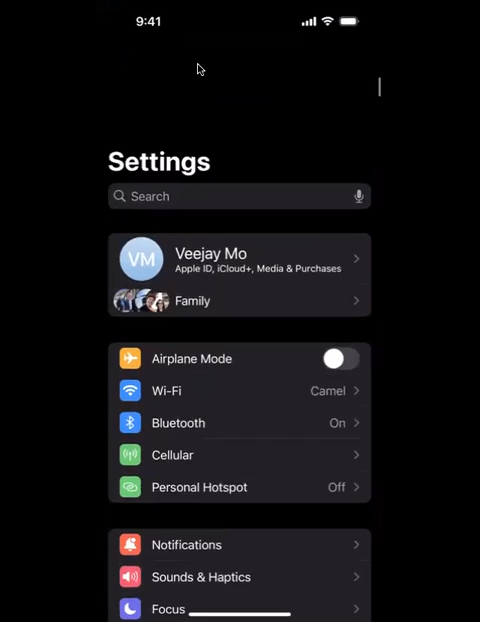 9:41
Settings
Search
VM
Veejay Mo
Apple ID, iCloud+, Media & Purchases
Family
Airplane Mode
Wi-Fi Camel
Bluetooth On
Cellular
Personal Hotspot Off
Notifications
Sounds & Haptics
Focus